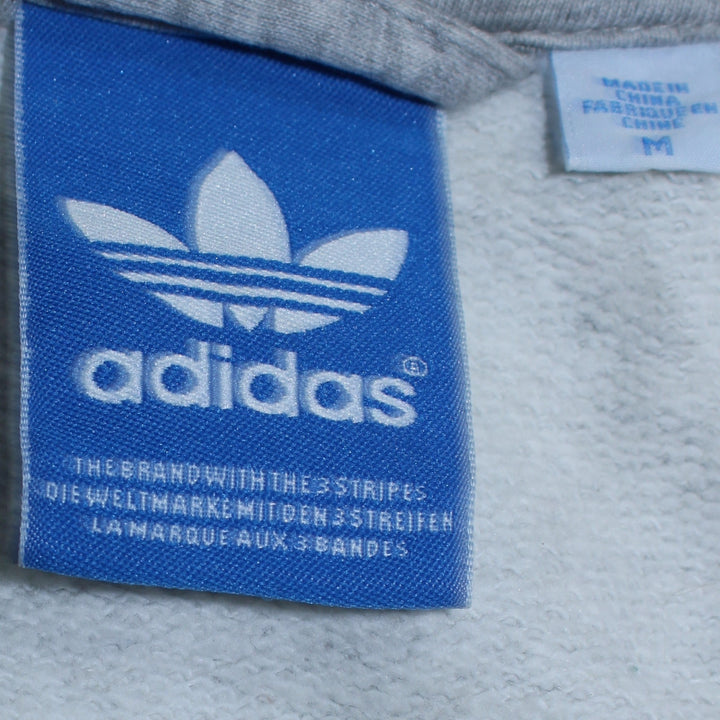 adidas®
THE BRAND WITH THE 3 STRIPES
DIE WELTMARKE MIT DEN 3 STREIFEN
LA MARQUE AUX 3 BANDES
MADE IN
CHINA
FABRIQUE EN
CHINE
M